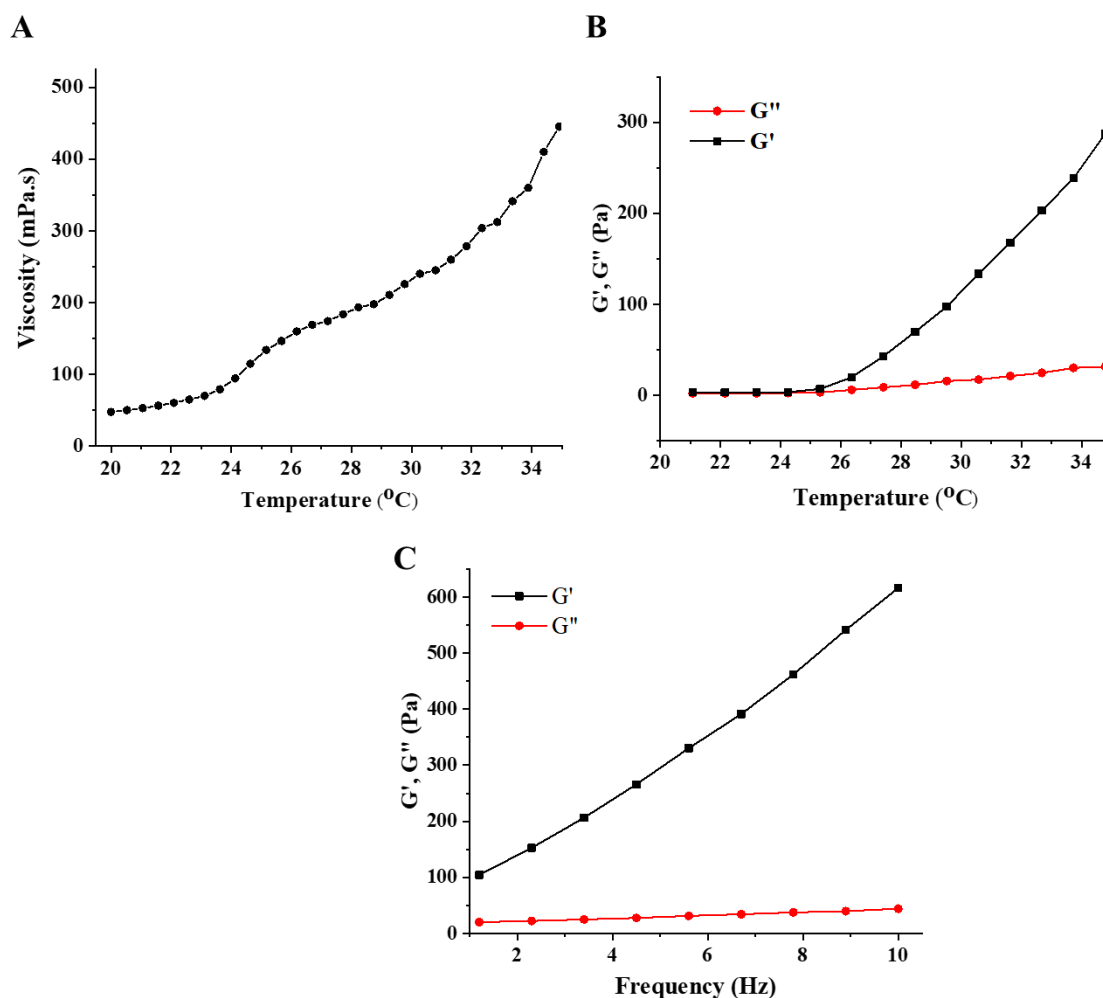 A
Viscosity (mPa.s)
500
400
300
200
100
0
20 22 24 26 28 30 32 34
Temperature (°C)
B
G', G'' (Pa)
G''
G'
300
200
100
0
20 22 24 26 28 30 32 34
Temperature (°C)
C
G', G'' (Pa)
G'
G''
600
500
400
300
200
100
0
2 4 6 8 10
Frequency (Hz)